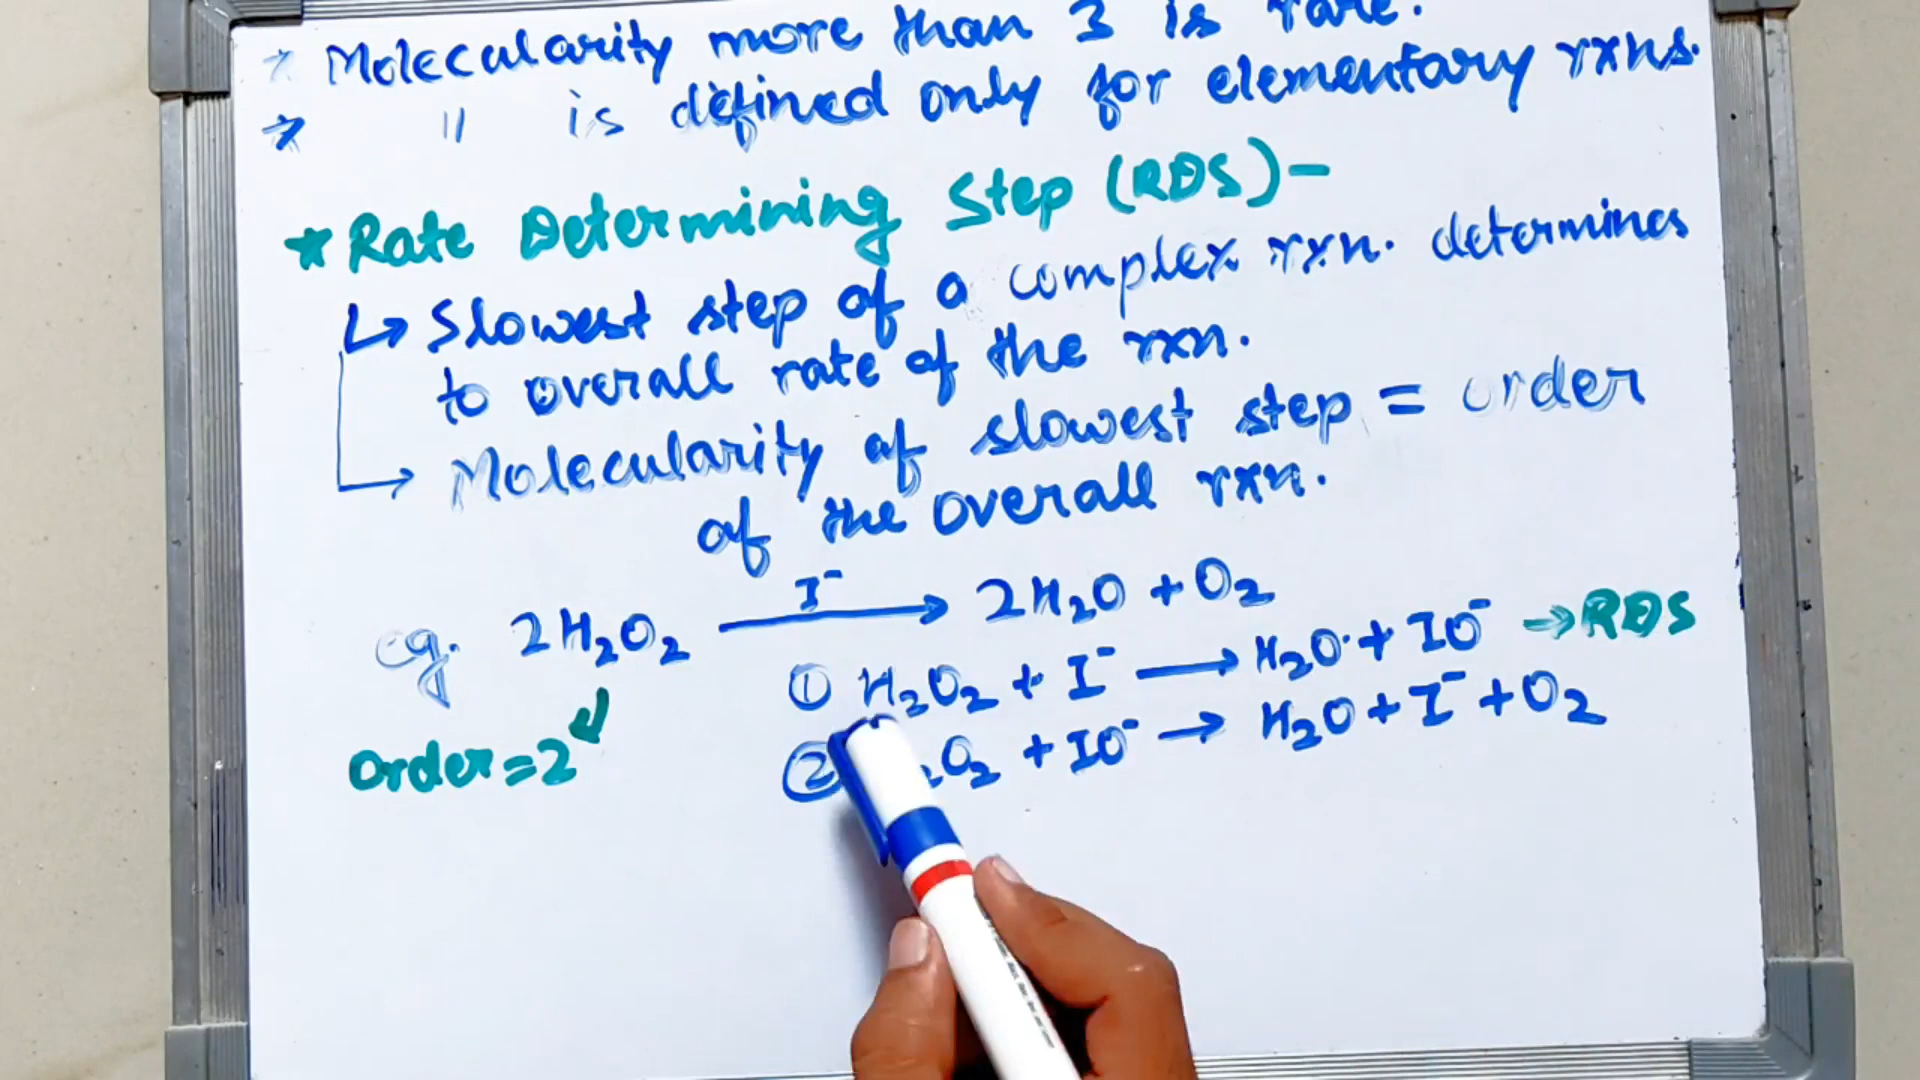 * Molecularity more than 3 is rare.
* " is defined only for elementary rxns.
* Rate Determining Step (RDS)-
↳ Slowest step of a complex rxn. determines
to overall rate of the rxn.
→ Molecularity of slowest step = order
of the overall rxn.
I⁻
eg. 2H₂O₂ ⟶ 2H₂O + O₂
① H₂O₂ + I⁻ → H₂O + IO⁻ → RDS
② ₂O₂ + IO⁻ → H₂O + I⁻ + O₂
Order = 2